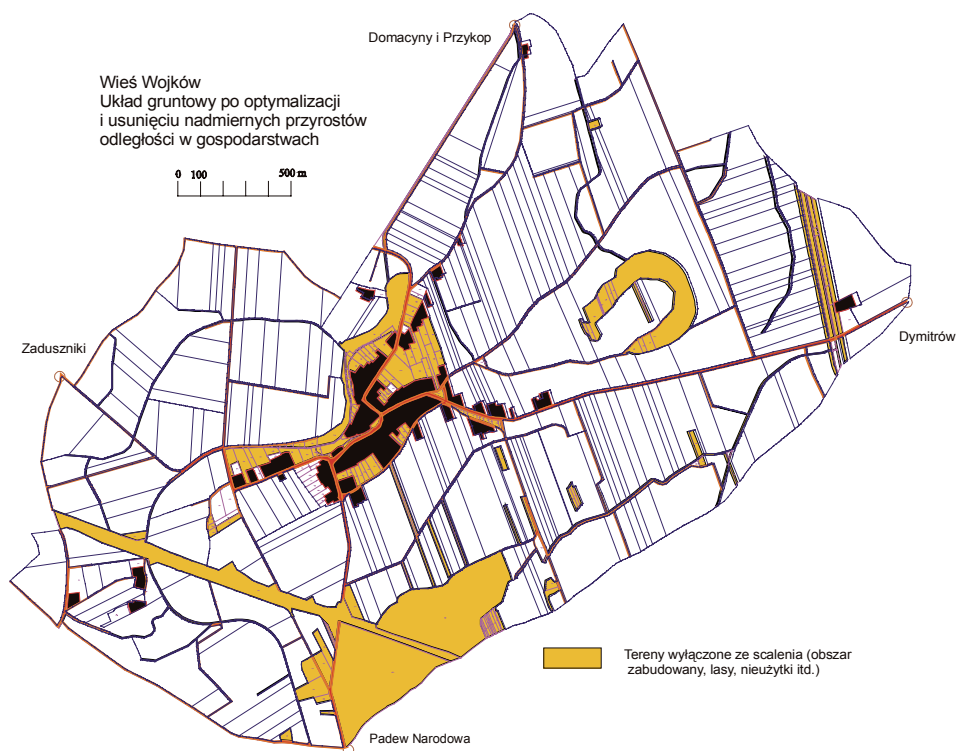 Domacyny i Przykop
Wieś Wojków
Układ gruntowy po optymalizacji
i usunięciu nadmiernych przyrostów
odległości w gospodarstwach
0 100 500 m
Zaduszniki
Dymitrów
Tereny wyłączone ze scalenia (obszar
zabudowany, lasy, nieużytki itd.)
Padew Narodowa